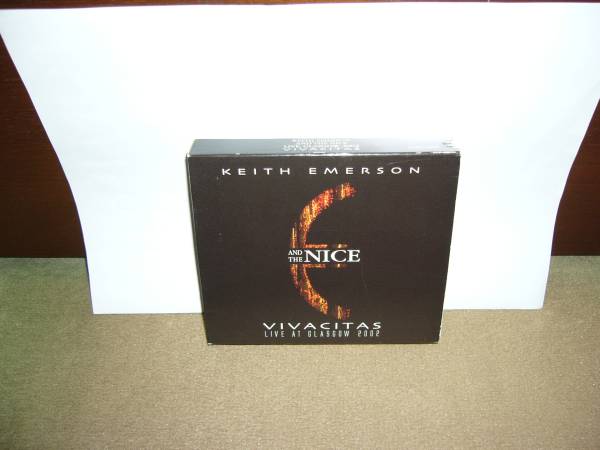 KEITH EMERSON
AND
THE NICE
VIVACITAS
LIVE AT GLASGOW 2002